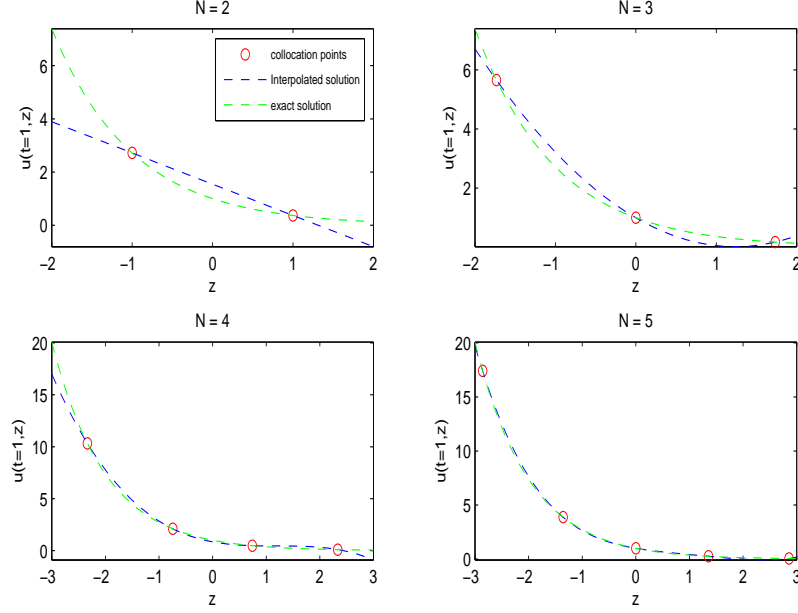 N = 2
u(t=1,z)
6
4
2
0
−2 −1 0 1 2
z
collocation points
Interpolated solution
exact solution
N = 3
u(t=1,z)
6
4
2
−2 −1 0 1 2
z
N = 4
u(t=1,z)
20
15
10
5
0
−3 −2 −1 0 1 2 3
z
N = 5
u(t=1,z)
20
15
10
5
0
−3 −2 −1 0 1 2 3
z